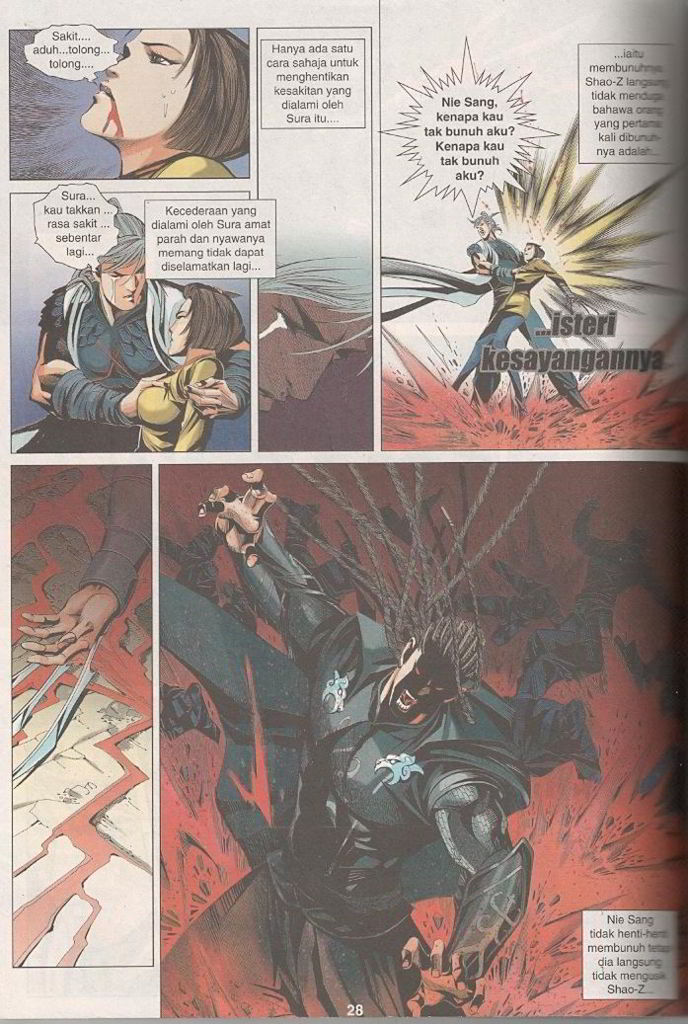 Sakit....
aduh...tolong...
tolong....
Hanya ada satu
cara sahaja untuk
menghentikan
kesakitan yang
dialami oleh
Sura itu....
...iaitu
membunuhnya
Shao-Z langsung
tidak menduga
bahawa orang
yang pertama
kali dibunuh-
nya adalah...
Nie Sang,
kenapa kau
tak bunuh aku?
Kenapa kau
tak bunuh
aku?
Sura...
kau takkan ...
rasa sakit ...
sebentar
lagi...
Kecederaan yang
dialami oleh Sura amat
parah dan nyawanya
memang tidak dapat
diselamatkan lagi...
...isteri
kesayangannya
Nie Sang
tidak henti-henti
membunuh tetapi
dia langsung
tidak mengusik
Shao-Z...
28